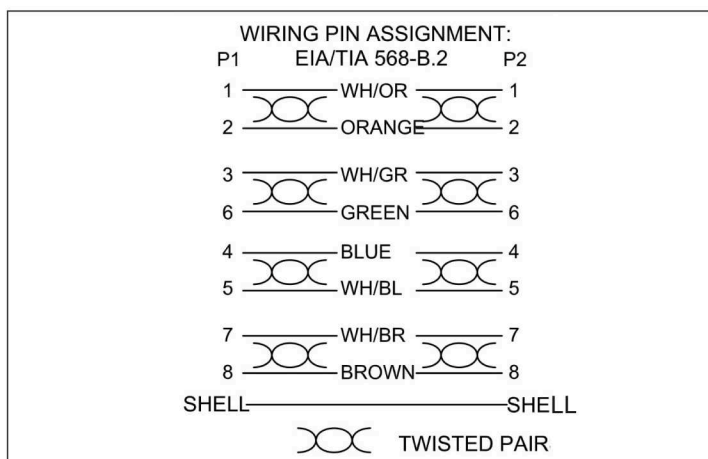 WIRING PIN ASSIGNMENT:
P1 EIA/TIA 568-B.2 P2
1 WH/OR 1
2 ORANGE 2
3 WH/GR 3
6 GREEN 6
4 BLUE 4
5 WH/BL 5
7 WH/BR 7
8 BROWN 8
SHELL SHELL
TWISTED PAIR